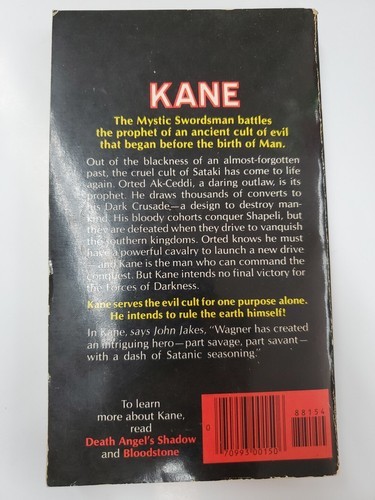 KANE
The Mystic Swordsman battles
the prophet of an ancient cult of evil
that began before the birth of Man.
Out of the blackness of an almost-forgotten
past, the cruel cult of Sataki has come to life
again. Orted Ak-Ceddi, a daring outlaw, is its
prophet. He draws thousands of converts to
his Dark Crusade—a design to destroy man-
kind. His bloody cohorts conquer Shapeli, but
they are defeated when they drive to vanquish
the southern kingdoms. Orted knows he must
have a powerful cavalry to launch a new drive
—and Kane is the man who can command the
conquest. But Kane intends no final victory for
the Forces of Darkness.
Kane serves the evil cult for one purpose alone.
He intends to rule the earth himself!
In Kane, says John Jakes, "Wagner has created
an intriguing hero—part savage, part savant—
with a dash of Satanic seasoning."
To learn
more about Kane,
read
Death Angel's Shadow
and Bloodstone
88154
0
70993 00150